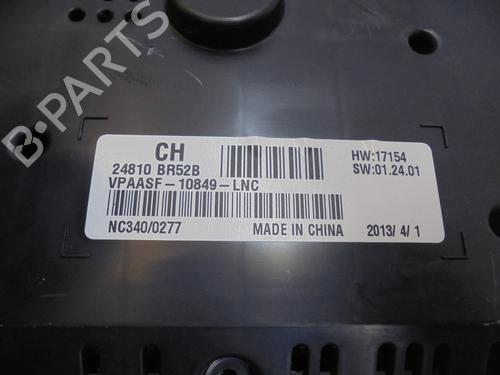 B-Parts
CH
24810 BR52B
VPAASF-10849-LNC
HW:17154
SW:01.24.01
NC340/0277
MADE IN CHINA
2013/ 4/ 1